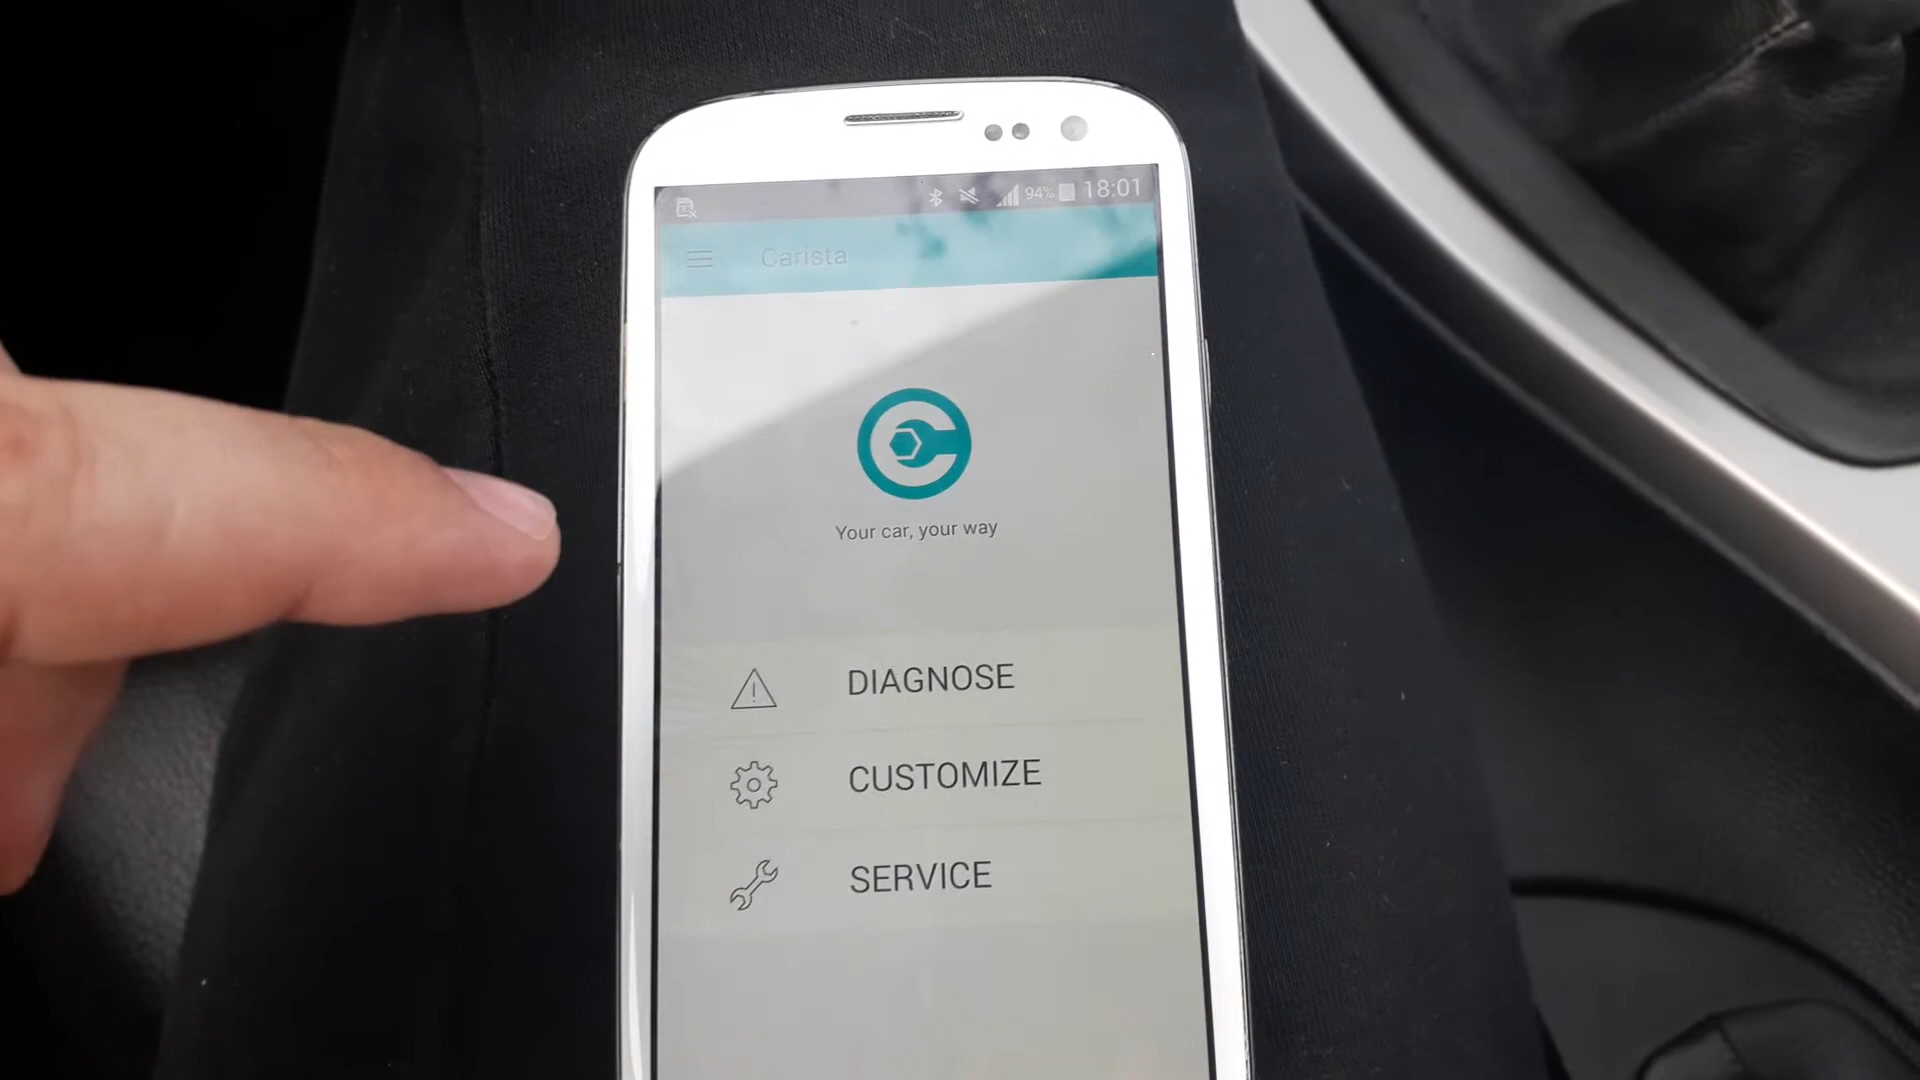 94% 18:01
Carista
Your car, your way
DIAGNOSE
CUSTOMIZE
SERVICE